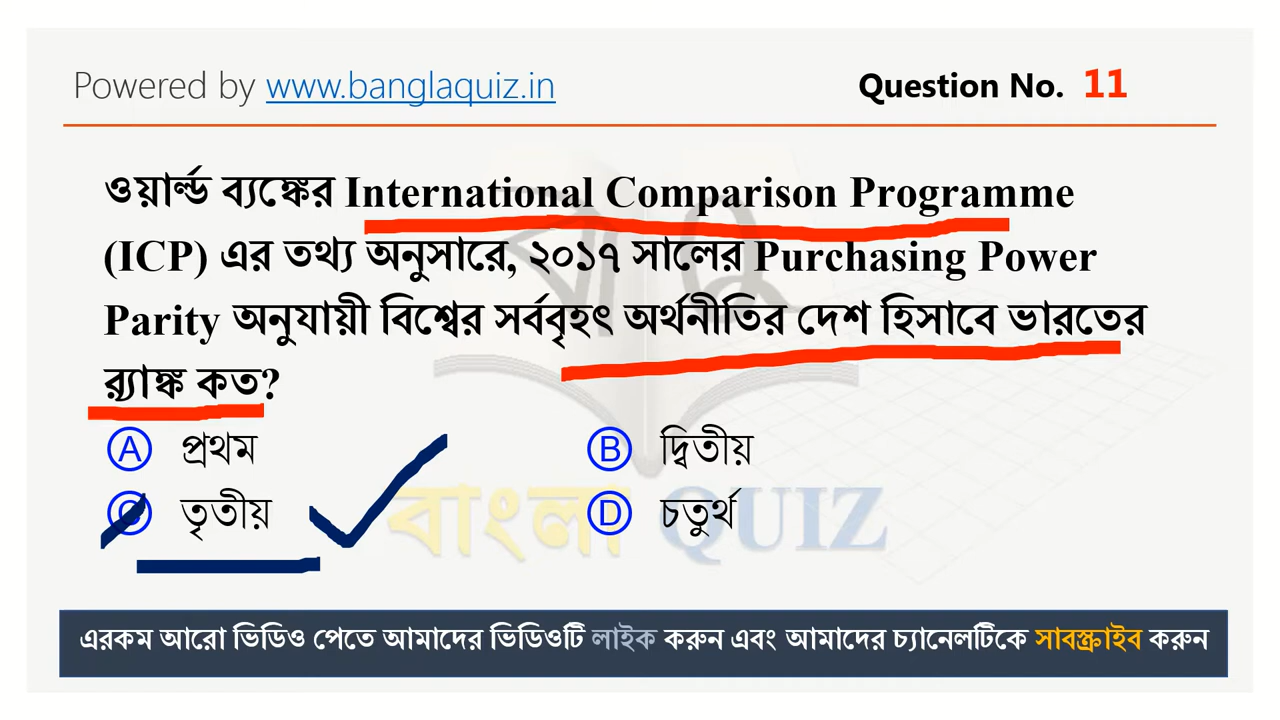 Powered by www.banglaquiz.in
Question No. 11
ওয়ার্ল্ড ব্যঙ্কের International Comparison Programme
(ICP) এর তথ্য অনুসারে, ২০১৭ সালের Purchasing Power
Parity অনুযায়ী বিশ্বের সর্ববৃহৎ অর্থনীতির দেশ হিসাবে ভারতের
র‍্যাঙ্ক কত?
A প্রথম
B দ্বিতীয়
C তৃতীয়
D চতুর্থ
বাংলা QUIZ
এরকম আরো ভিডিও পেতে আমাদের ভিডিওটি লাইক করুন এবং আমাদের চ্যানেলটিকে সাবস্ক্রাইব করুন